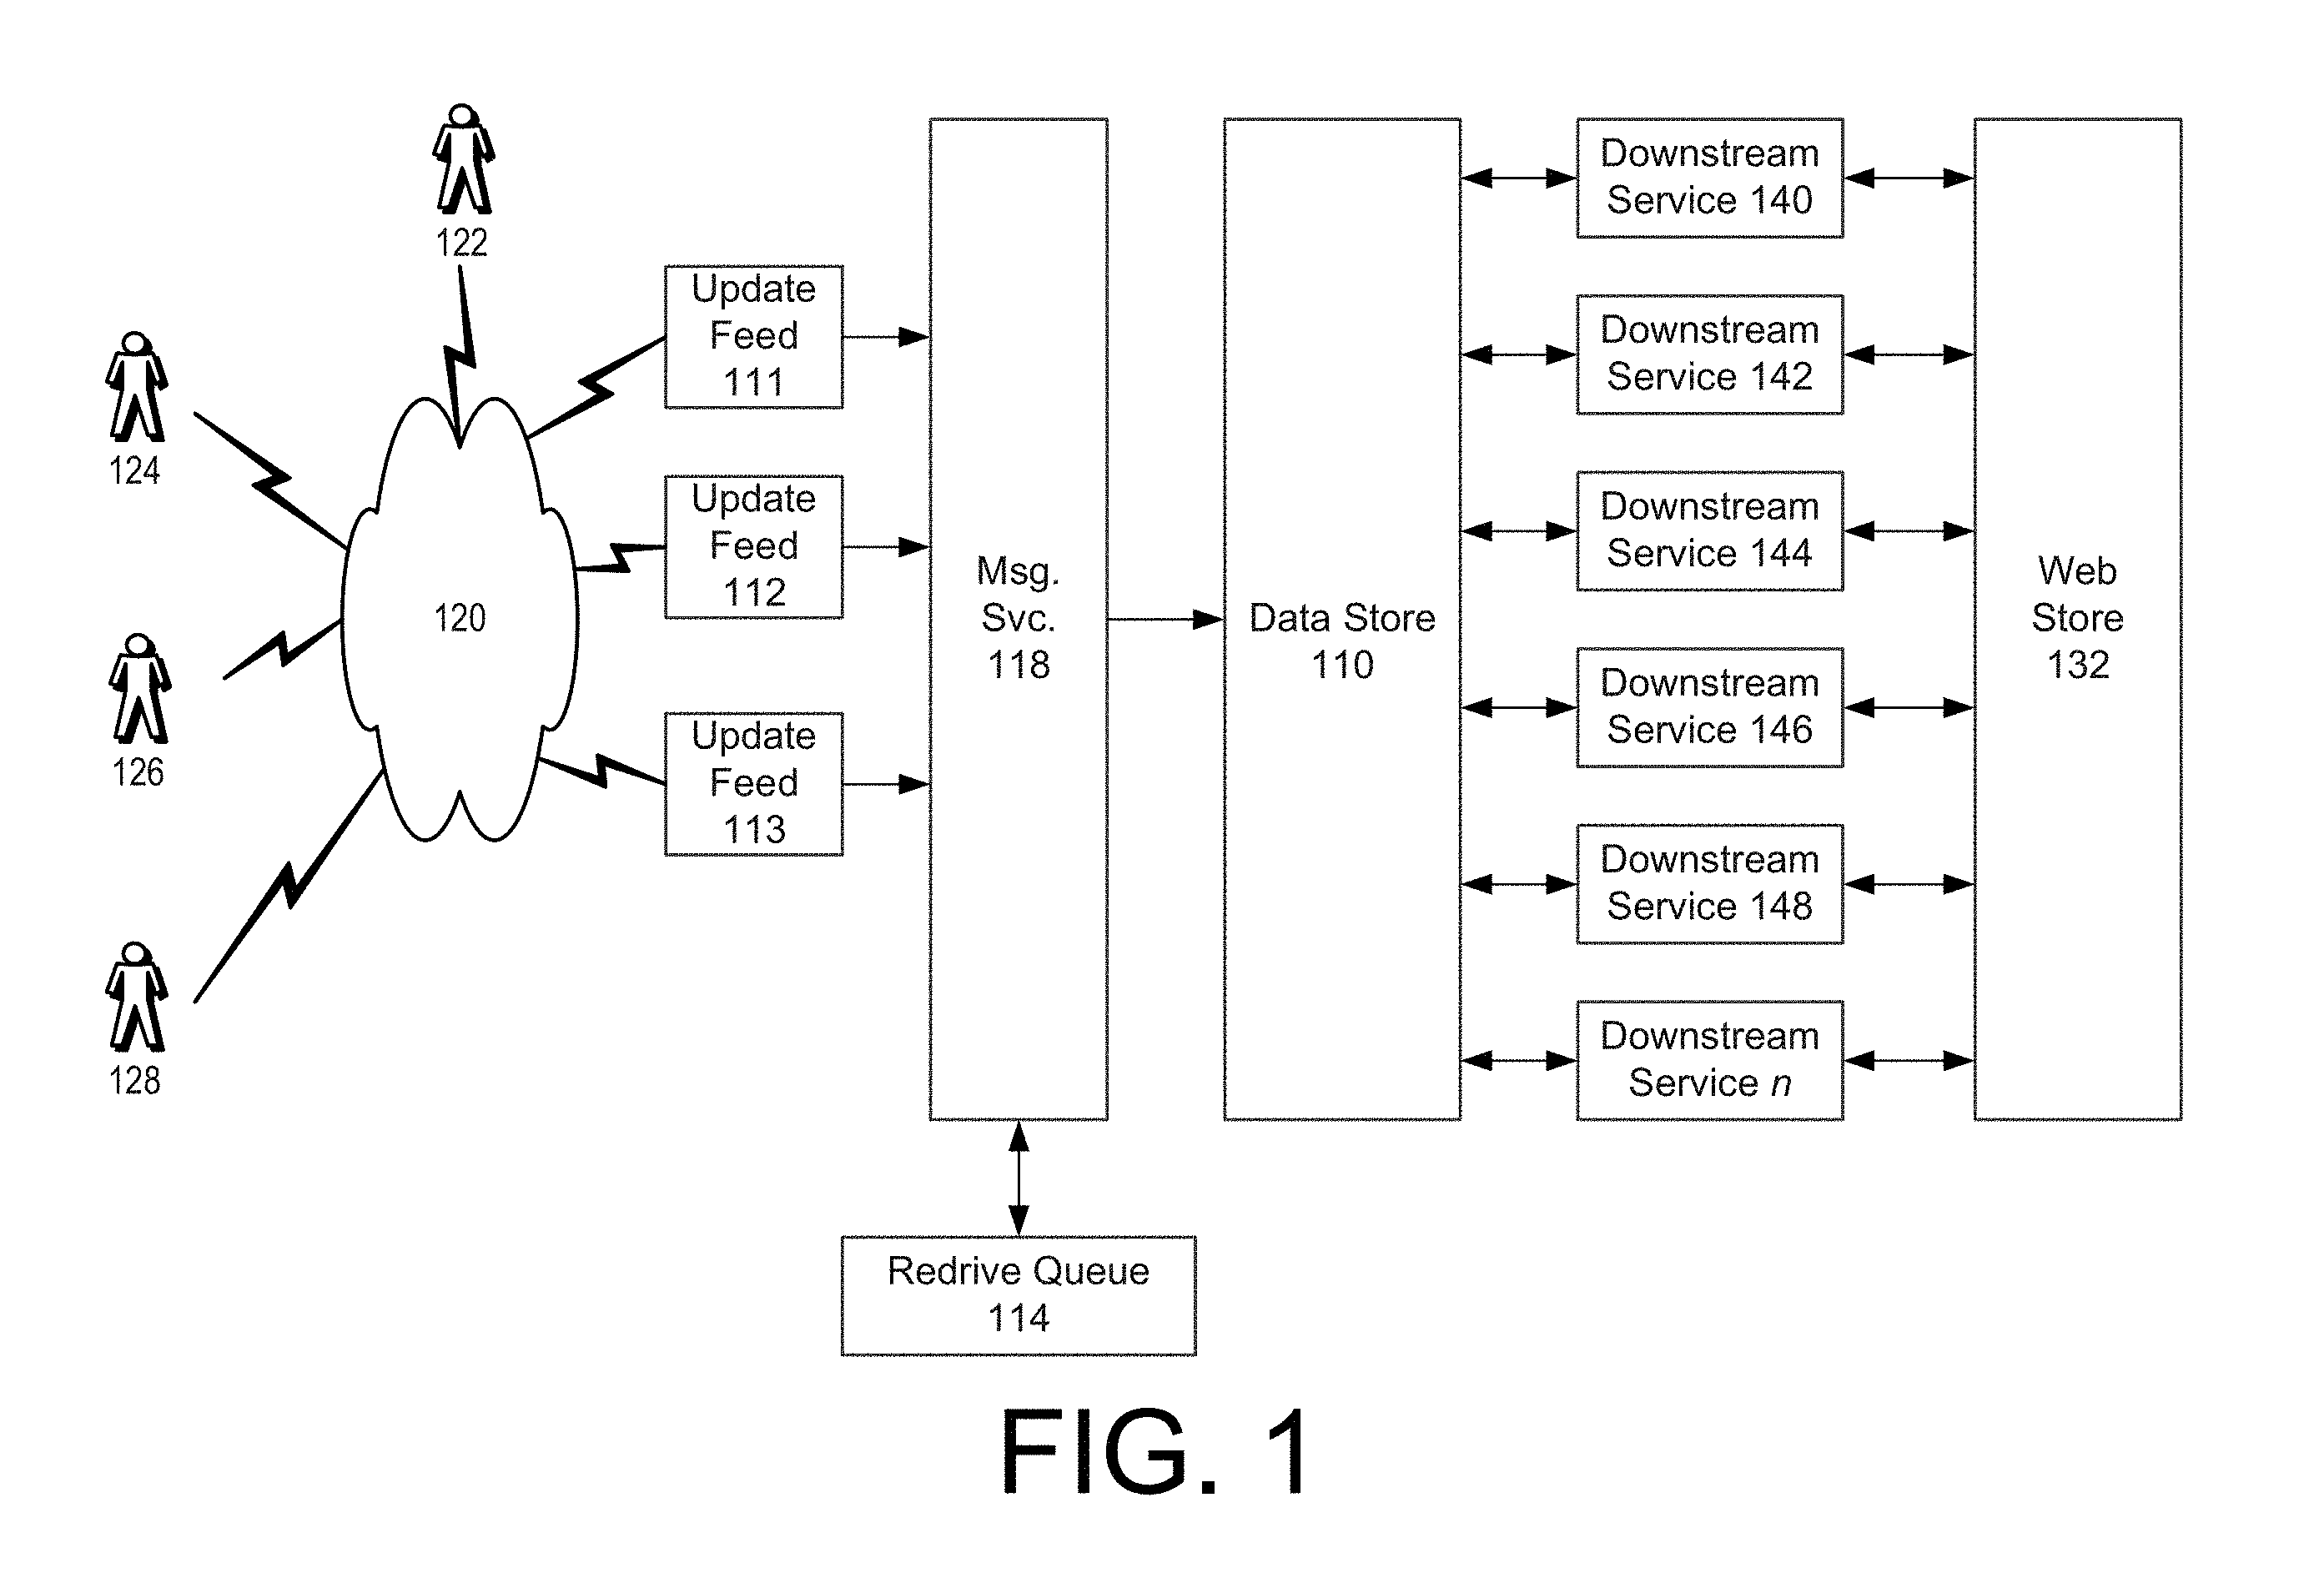 122
124
126
128
120
Update
Feed
111
Update
Feed
112
Update
Feed
113
Msg.
Svc.
118
Redrive Queue
114
Data Store
110
Downstream
Service 140
Downstream
Service 142
Downstream
Service 144
Downstream
Service 146
Downstream
Service 148
Downstream
Service n
Web
Store
132
FIG. 1